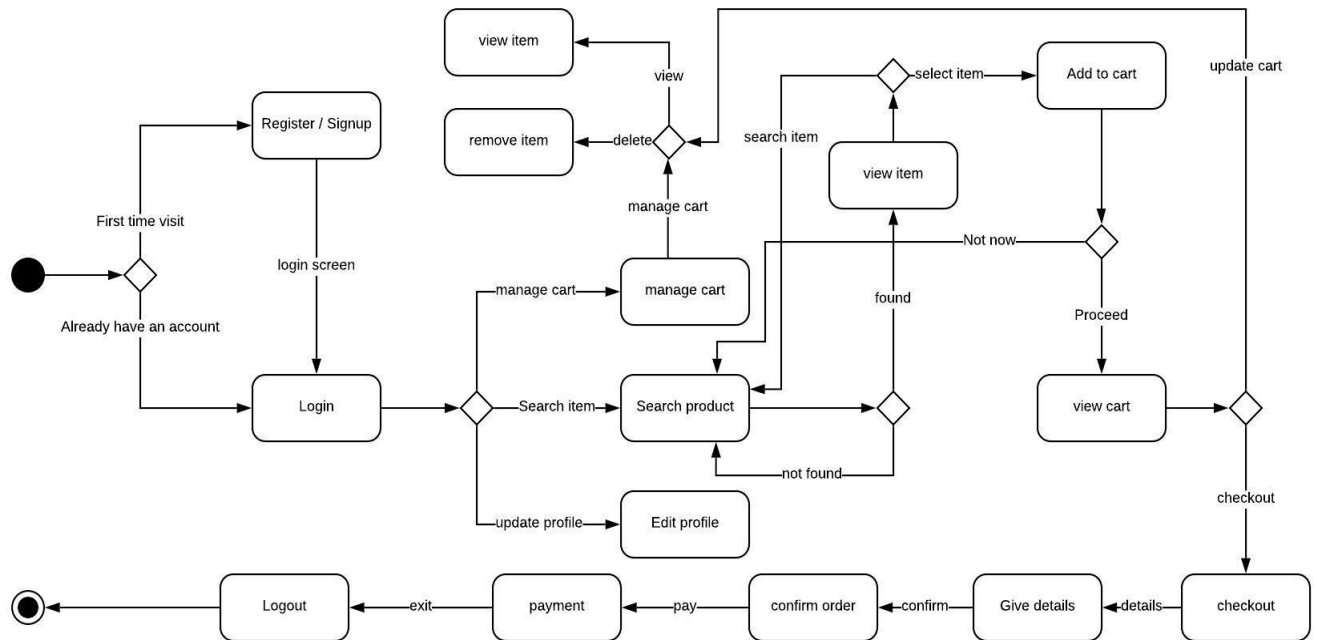 view item
view
remove item
delete
manage cart
manage cart
manage cart
Register / Signup
First time visit
login screen
Already have an account
Login
Search item
Search product
update profile
Edit profile
search item
select item
view item
Add to cart
update cart
Not now
found
not found
Proceed
view cart
checkout
checkout
details
Give details
confirm
confirm order
pay
payment
exit
Logout